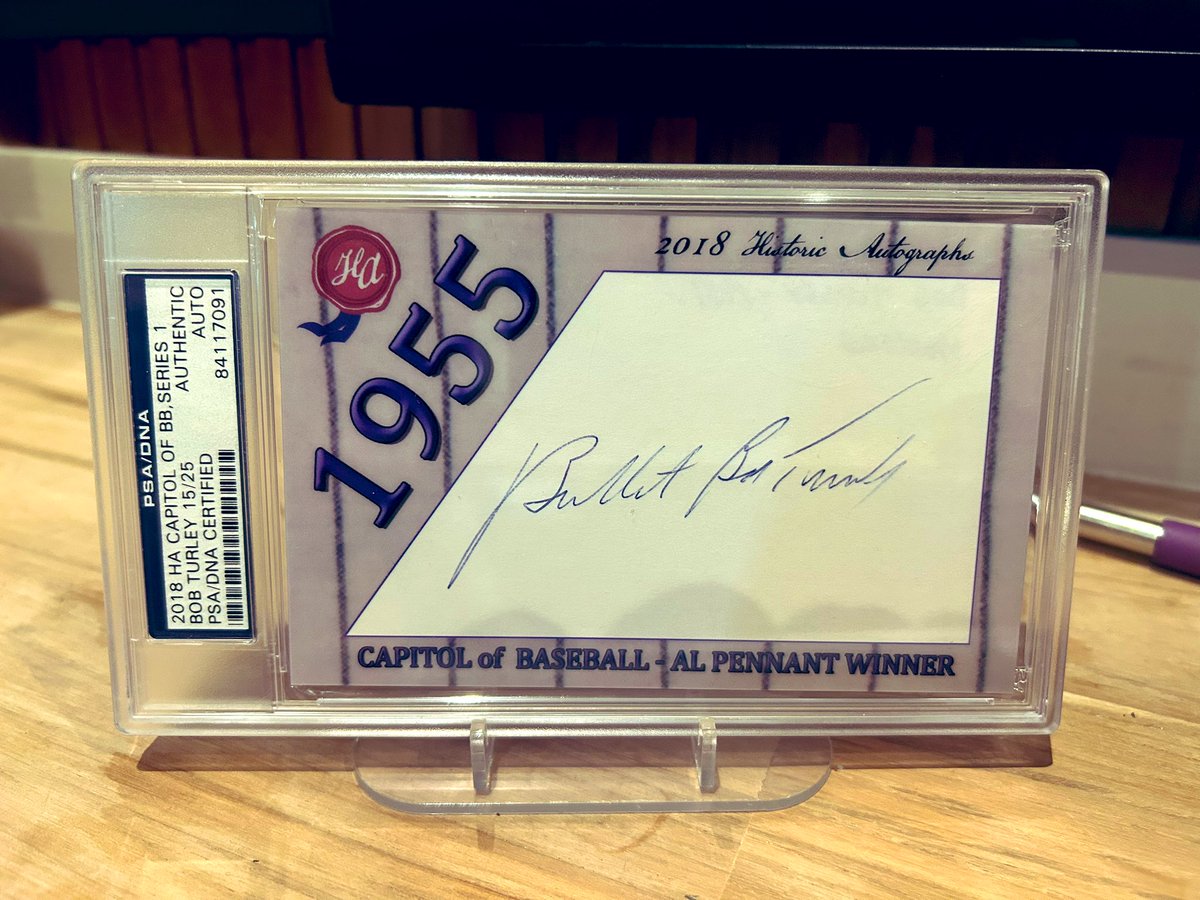 PSA/DNA
2018 HA CAPITOL OF BB, SERIES 1
AUTHENTIC
BOB TURLEY 15/25
AUTO
PSA/DNA CERTIFIED
84117091
HA
1955
2018 Historic Autographs
Bullet Bob Turley
CAPITOL of BASEBALL - AL PENNANT WINNER